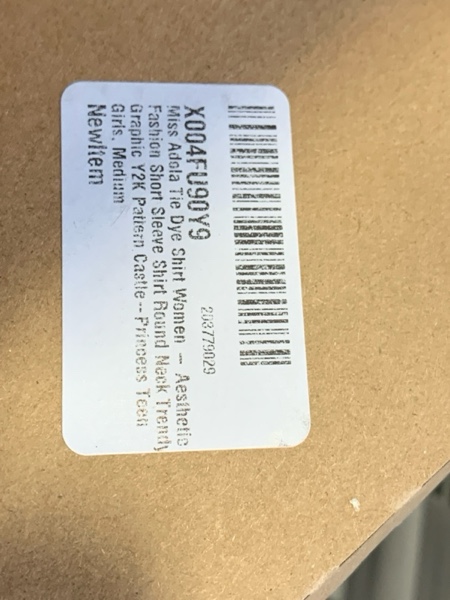 X004FU90Y9
203779029
Miss Adola Tie Dye Shirt Women – Aesthetic
Fashion Short Sleeve Shirt Round Neck Trendy
Graphic Y2K Pattern Castle -- Princess Teen
Girls, Medium
NewItem